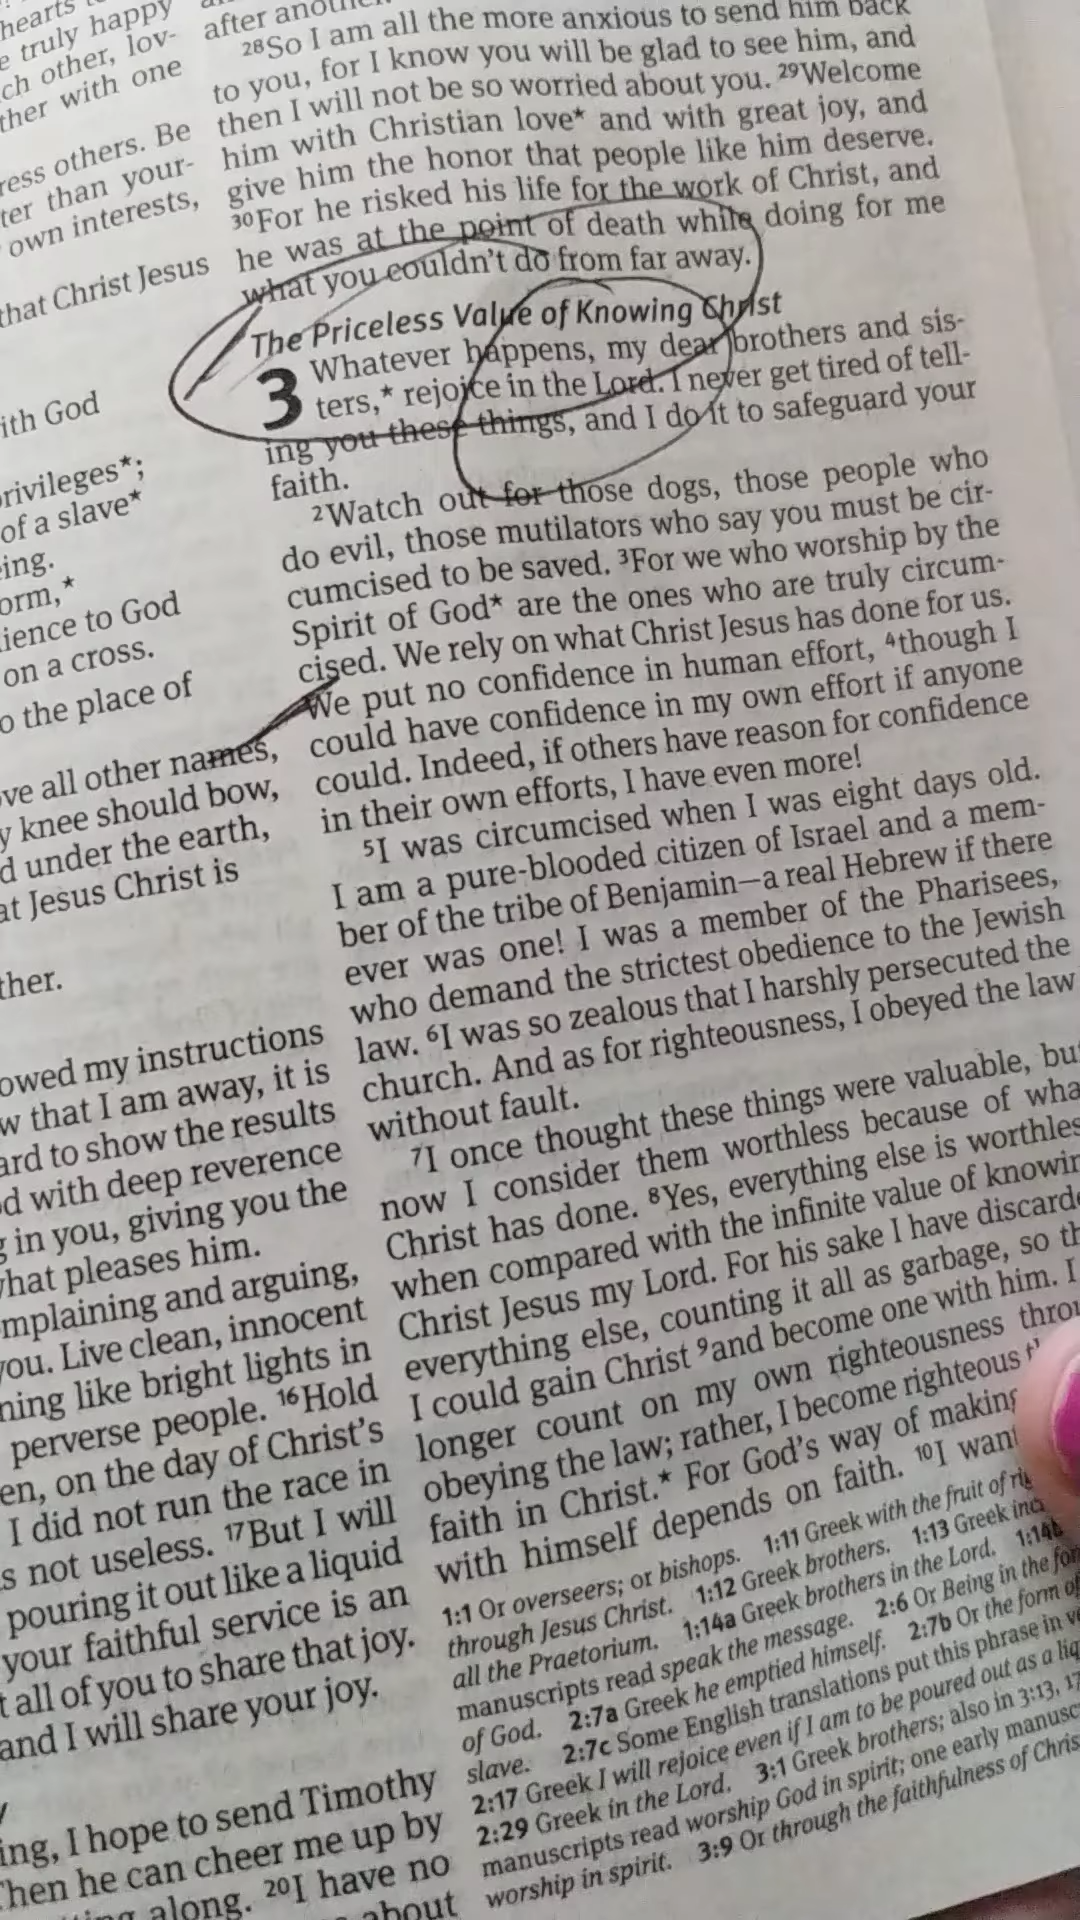 hearts
truly happy
ch other, lov-
ther with one
ress others. Be
ter than your-
own interests,
that Christ Jesus
ith God
rivileges*;
of a slave*
ing.
orm,*
ience to God
on a cross.
o the place of
ve all other names,
y knee should bow,
d under the earth,
at Jesus Christ is
ther.
owed my instructions
w that I am away, it is
ard to show the results
d with deep reverence
g in you, giving you the
what pleases him.
mplaining and arguing,
you. Live clean, innocent
ning like bright lights in
perverse people. 16Hold
en, on the day of Christ's
I did not run the race in
s not useless. 17But I will
pouring it out like a liquid
your faithful service is an
t all of you to share that joy.
and I will share your joy.
y
ing, I hope to send Timothy
Then he can cheer me up by
along. 20I have no
about
after another.
28So I am all the more anxious to send him back
to you, for I know you will be glad to see him, and
then I will not be so worried about you. 29Welcome
him with Christian love* and with great joy, and
give him the honor that people like him deserve.
30For he risked his life for the work of Christ, and
he was at the point of death while doing for me
what you couldn't do from far away.
The Priceless Value of Knowing Christ
3 Whatever happens, my dear brothers and sis-
ters,* rejoice in the Lord. I never get tired of tell-
ing you these things, and I do it to safeguard your
faith.
2Watch out for those dogs, those people who
do evil, those mutilators who say you must be cir-
cumcised to be saved. 3For we who worship by the
Spirit of God* are the ones who are truly circum-
cised. We rely on what Christ Jesus has done for us.
We put no confidence in human effort, 4though I
could have confidence in my own effort if anyone
could. Indeed, if others have reason for confidence
in their own efforts, I have even more!
5I was circumcised when I was eight days old.
I am a pure-blooded citizen of Israel and a mem-
ber of the tribe of Benjamin—a real Hebrew if there
ever was one! I was a member of the Pharisees,
who demand the strictest obedience to the Jewish
law. 6I was so zealous that I harshly persecuted the
church. And as for righteousness, I obeyed the law
without fault.
7I once thought these things were valuable, but
now I consider them worthless because of wha
Christ has done. 8Yes, everything else is worthles
when compared with the infinite value of knowin
Christ Jesus my Lord. For his sake I have discarde
everything else, counting it all as garbage, so th
I could gain Christ 9and become one with him. I
longer count on my own righteousness throu
obeying the law; rather, I become righteous th
faith in Christ.* For God's way of making
with himself depends on faith. 10I want
1:1 Or overseers; or bishops. 1:11 Greek with the fruit of rig
through Jesus Christ. 1:12 Greek brothers. 1:13 Greek inc
all the Praetorium. 1:14a Greek brothers in the Lord. 1:14b
manuscripts read speak the message. 2:6 Or Being in the for
of God. 2:7a Greek he emptied himself. 2:7b Or the form of
slave. 2:7c Some English translations put this phrase in ve
2:17 Greek I will rejoice even if I am to be poured out as a liq
2:29 Greek in the Lord. 3:1 Greek brothers; also in 3:13, 17
manuscripts read worship God in spirit; one early manusc
worship in spirit. 3:9 Or through the faithfulness of Chris